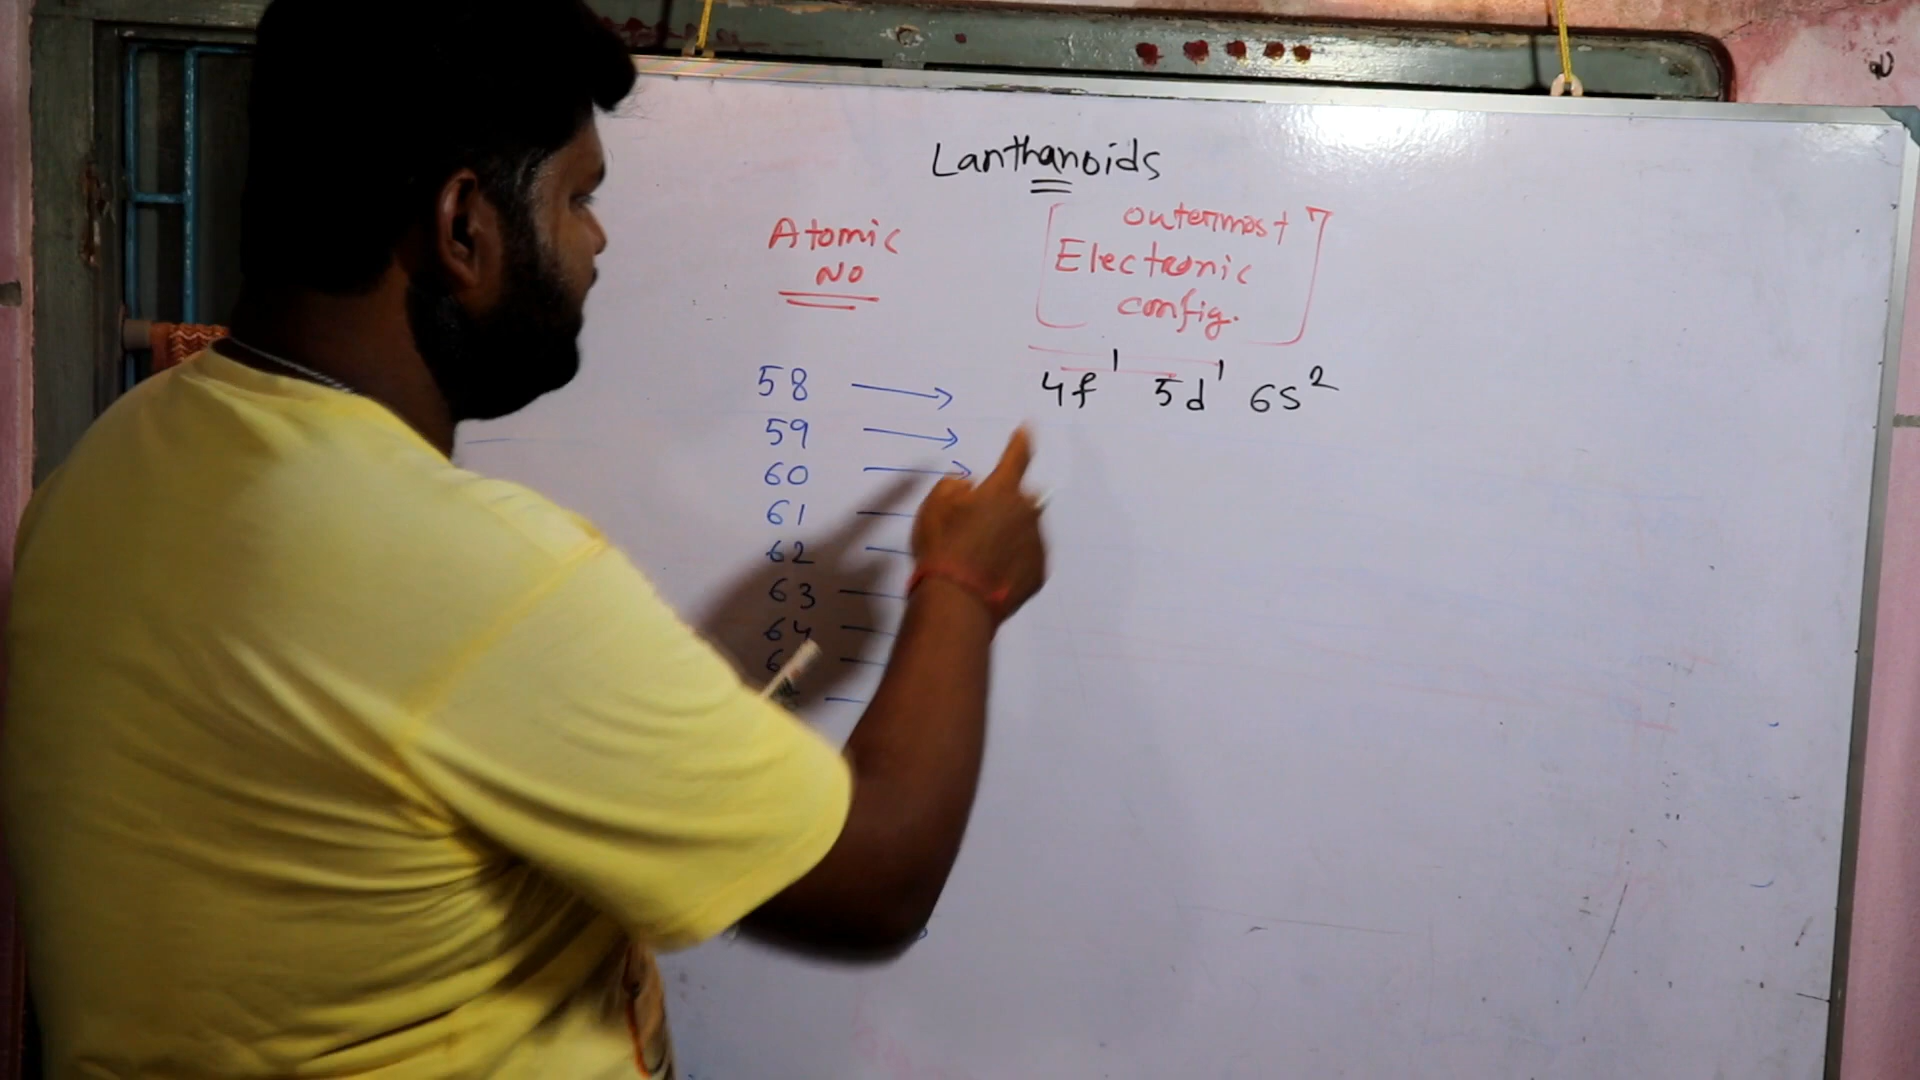 Lanthanoids
Atomic
NO
[ outermost ]
Electronic
config.
58 → 4f¹ 5d¹ 6s²
59 →
60 →
61
62
63
64